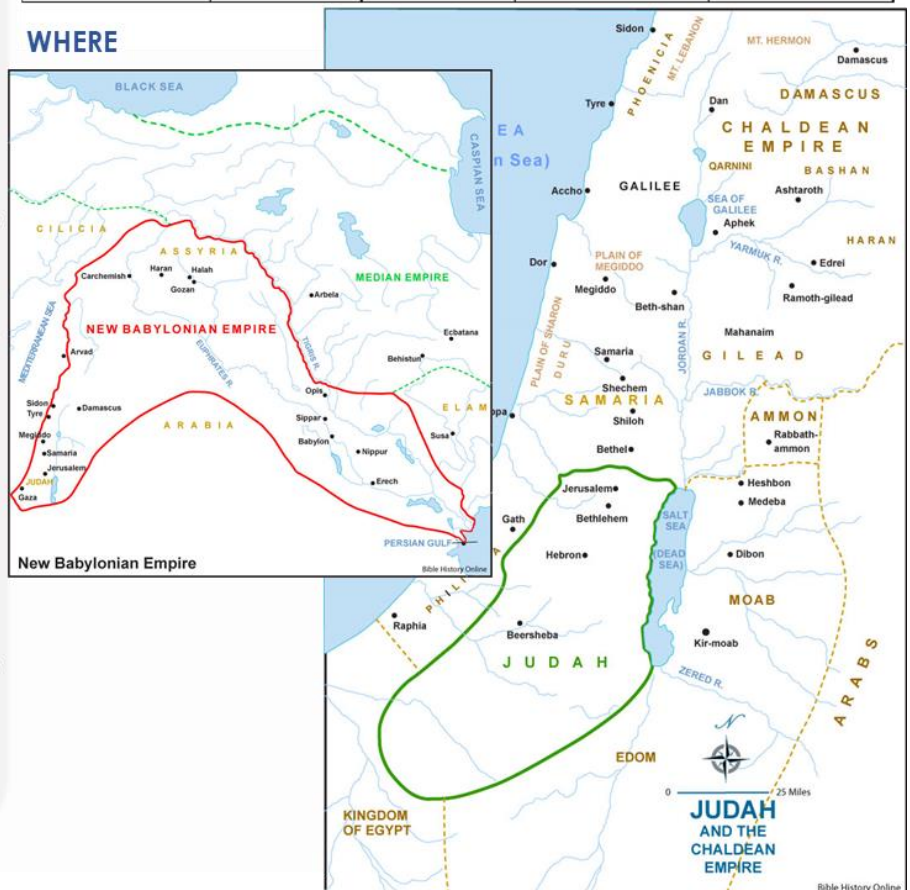 WHERE
BLACK SEA
CASPIAN SEA
CILICIA
ASSYRIA
Carchemish
Haran
Halah
Gozan
MEDIAN EMPIRE
Arbela
NEW BABYLONIAN EMPIRE
MEDITERRANEAN SEA
EUPHRATES R.
TIGRIS R.
Ecbatana
Behistun
Arvad
Opis
ELAM
Sidon
Tyre
Damascus
ARABIA
Sippar
Babylon
Susa
Megiddo
Samaria
Nippur
Jerusalem
JUDAH
Gaza
Erech
PERSIAN GULF
New Babylonian Empire
Bible History Online
Sidon
PHOENICIA
MT. LEBANON
MT. HERMON
Damascus
Tyre
Dan
DAMASCUS
EA
n Sea)
CHALDEAN
EMPIRE
QARNINI
BASHAN
Accho
GALILEE
Ashtaroth
SEA OF
GALILEE
Aphek
HARAN
YARMUK R.
Dor
PLAIN OF
MEGIDDO
Edrei
Megiddo
Beth-shan
Ramoth-gilead
PLAIN OF SHARON
DURU
JORDAN R.
Mahanaim
Samaria
GILEAD
Shechem
JABBOK R.
SAMARIA
ppa
Shiloh
AMMON
Rabbath-
ammon
Bethel
Jerusalem
Heshbon
Medeba
SALT
SEA
Bethlehem
Gath
(DEAD
SEA)
Hebron
Dibon
PHILI
A
MOAB
Raphia
Beersheba
Kir-moab
JUDAH
ZERED R.
ARABS
N
EDOM
0
25 Miles
KINGDOM
OF EGYPT
JUDAH
AND THE
CHALDEAN
EMPIRE
Bible History Online